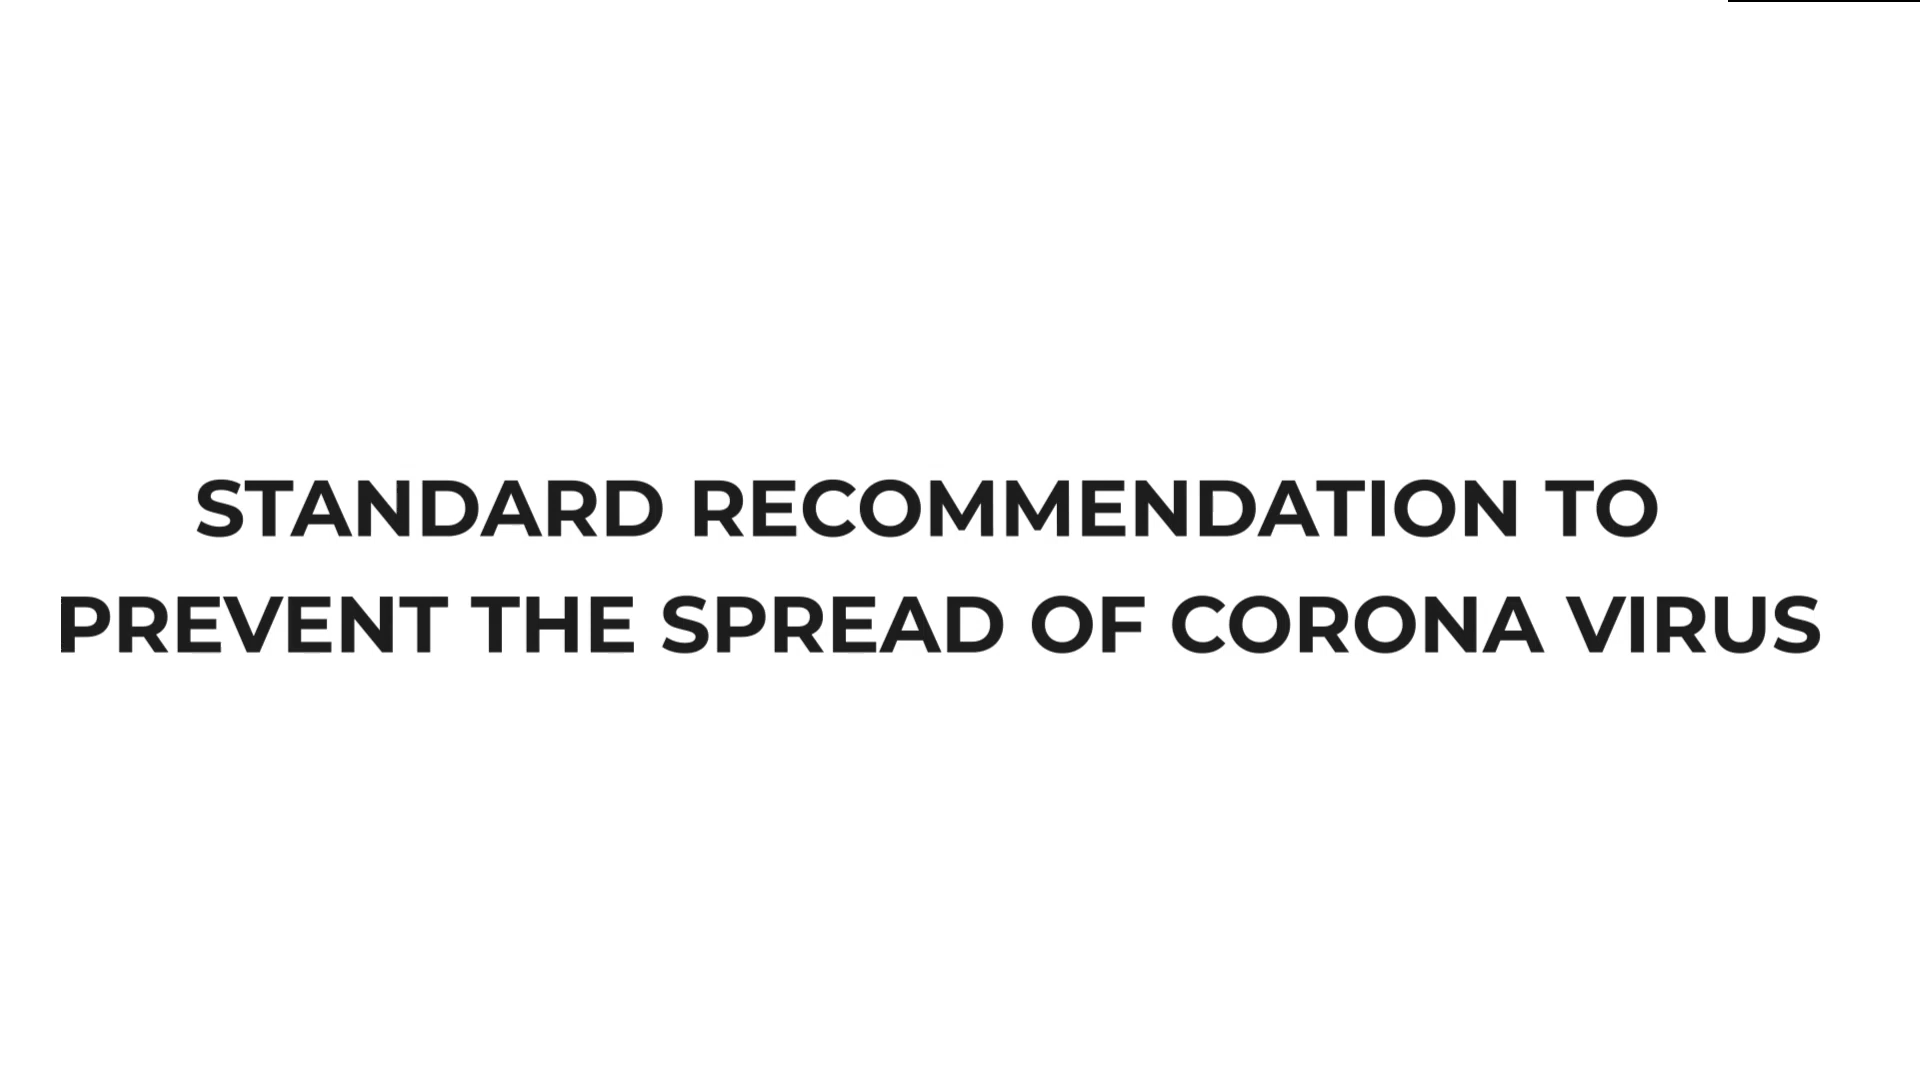 STANDARD RECOMMENDATION TO
PREVENT THE SPREAD OF CORONA VIRUS